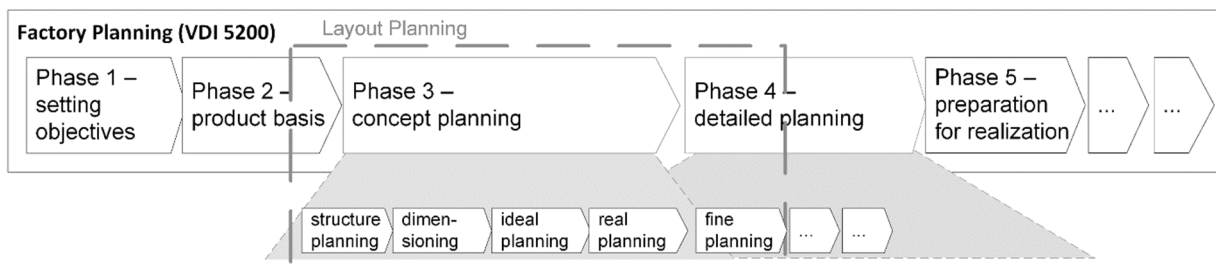 Factory Planning (VDI 5200)
Layout Planning
Phase 1 –
setting
objectives
Phase 2 –
product basis
Phase 3 –
concept planning
Phase 4 –
detailed planning
Phase 5 –
preparation
for realization
...
...
structure
planning
dimen-
sioning
ideal
planning
real
planning
fine
planning
...
...